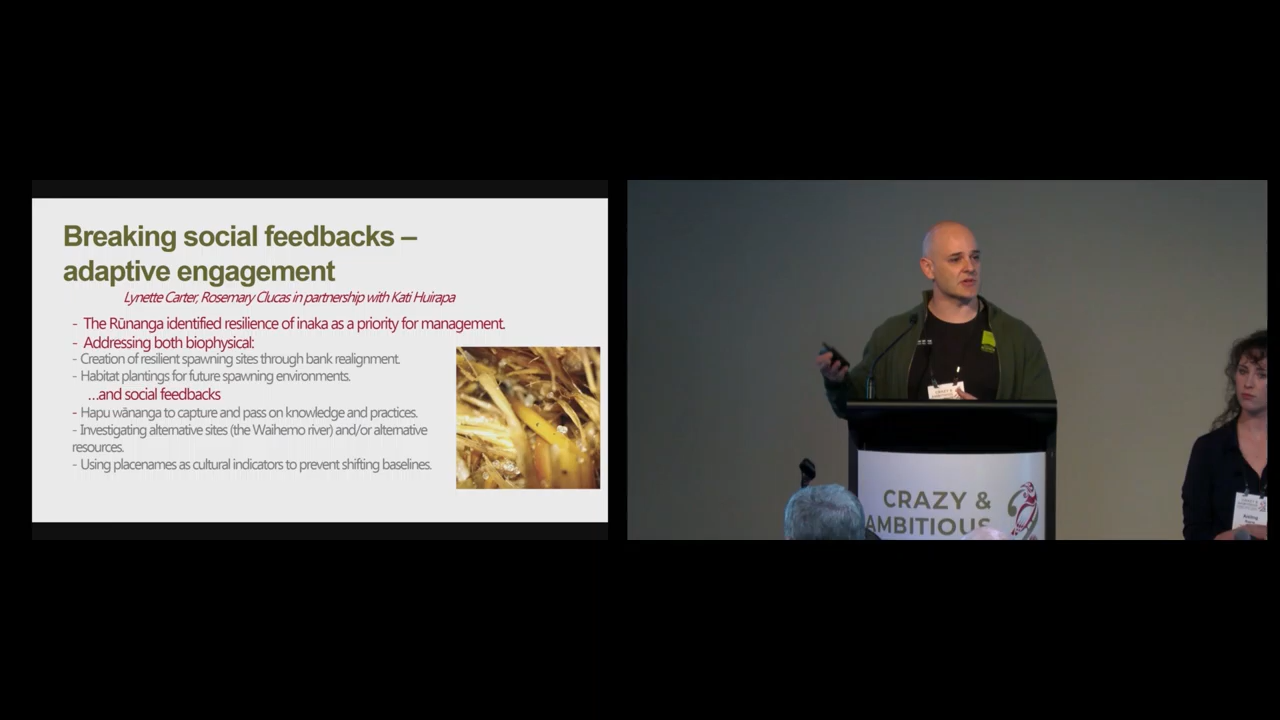 Breaking social feedbacks –
adaptive engagement
Lynette Carter, Rosemary Clucas in partnership with Kati Huirapa
- The Rūnanga identified resilience of inaka as a priority for management.
- Addressing both biophysical:
- Creation of resilient spawning sites through bank realignment.
- Habitat plantings for future spawning environments.
...and social feedbacks
- Hapu wānanga to capture and pass on knowledge and practices.
- Investigating alternative sites (the Waihemo river) and/or alternative
resources.
- Using placenames as cultural indicators to prevent shifting baselines.
CRAZY &
AMBITIOUS